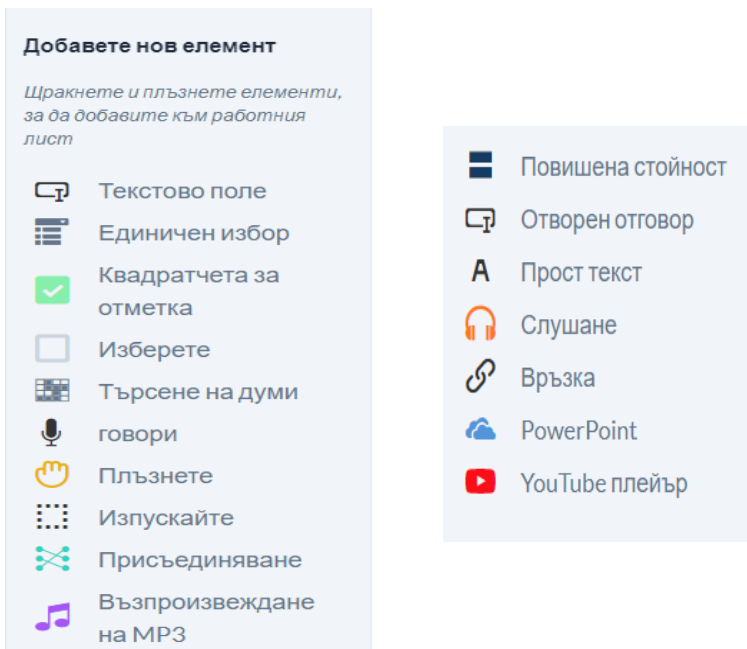 Добавете нов елемент
Щракнете и плъзнете елементи,
за да добавите към работния
лист
Текстово поле
Единичен избор
Квадратчета за
отметка
Изберете
Търсене на думи
говори
Плъзнете
Изпускайте
Присъединяване
Възпроизвеждане
на MP3
Повишена стойност
Отворен отговор
A Прост текст
Слушане
Връзка
PowerPoint
YouTube плейър